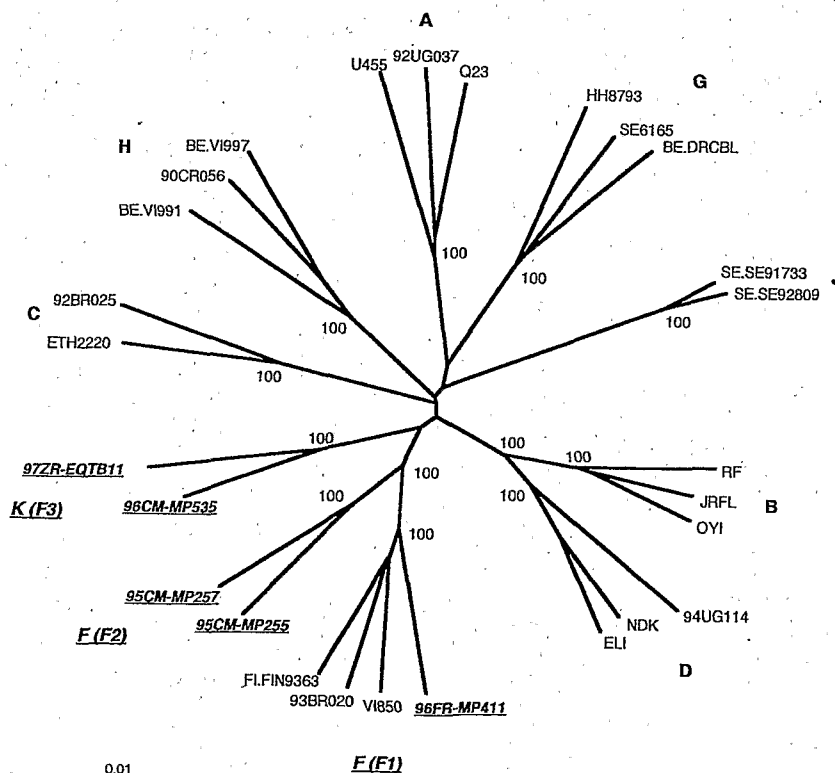 A
U455
92UG037
Q23
G
HH8793
SE6165
BE.DRCBL
H
BE.VI997
90CR056
BE.VI991
100
100
100
SE.SE91733
SE.SE92809
100
C
92BR025
ETH2220
100
97ZR-EQTB11
100
96CM-MP535
K (F3)
100
100
95CM-MP257
95CM-MP255
F (F2)
100
FI.FIN9363
93BR020
VI850
96FR-MP411
F (F1)
100
100
RF
JRFL
OYI
B
100
94UG114
NDK
ELI
D
0.01